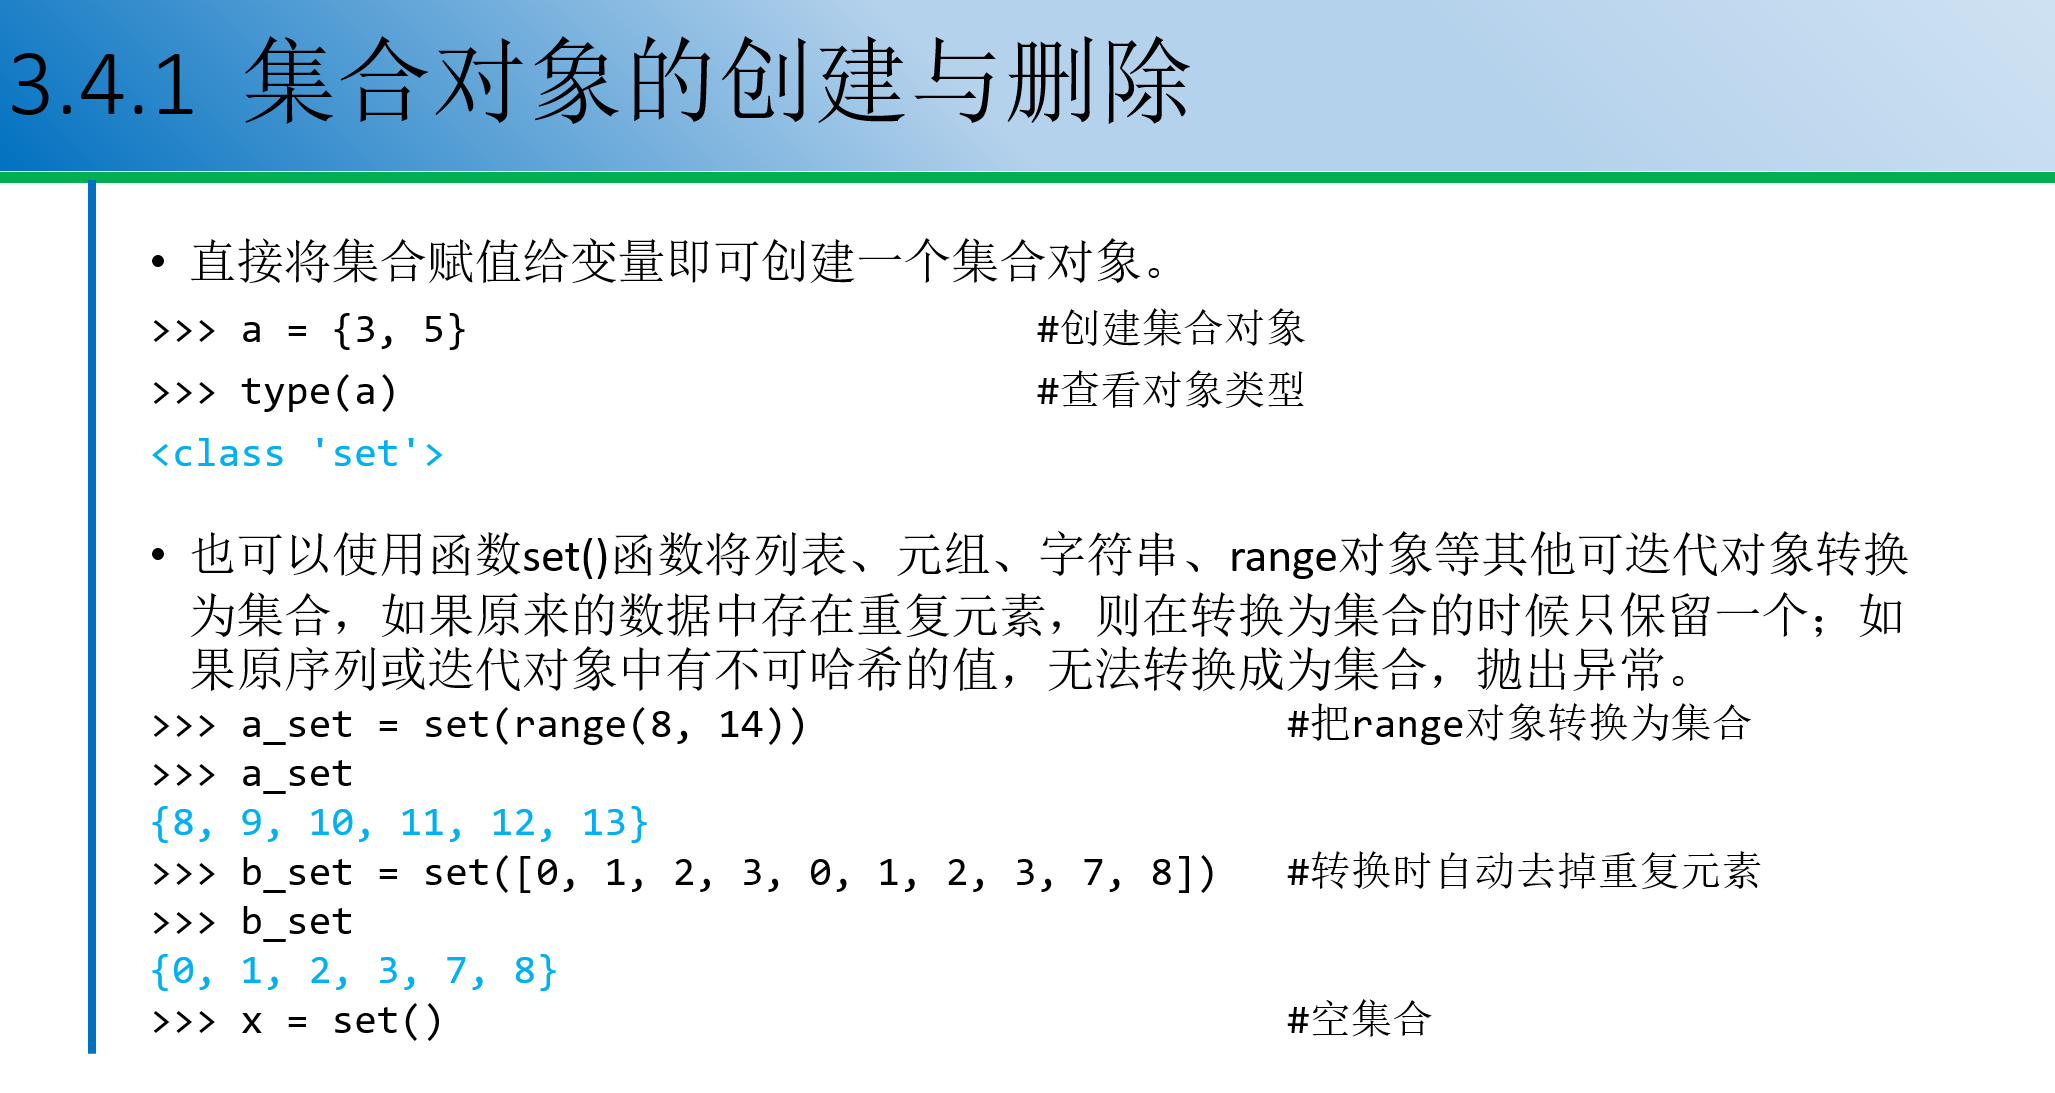 3.4.1 集合对象的创建与删除
• 直接将集合赋值给变量即可创建一个集合对象。
>>> a = {3, 5} #创建集合对象
>>> type(a) #查看对象类型
<class 'set'>
• 也可以使用函数set()函数将列表、元组、字符串、range对象等其他可迭代对象转换
为集合，如果原来的数据中存在重复元素，则在转换为集合的时候只保留一个；如
果原序列或迭代对象中有不可哈希的值，无法转换成为集合，抛出异常。
>>> a_set = set(range(8, 14)) #把range对象转换为集合
>>> a_set
{8, 9, 10, 11, 12, 13}
>>> b_set = set([0, 1, 2, 3, 0, 1, 2, 3, 7, 8]) #转换时自动去掉重复元素
>>> b_set
{0, 1, 2, 3, 7, 8}
>>> x = set() #空集合